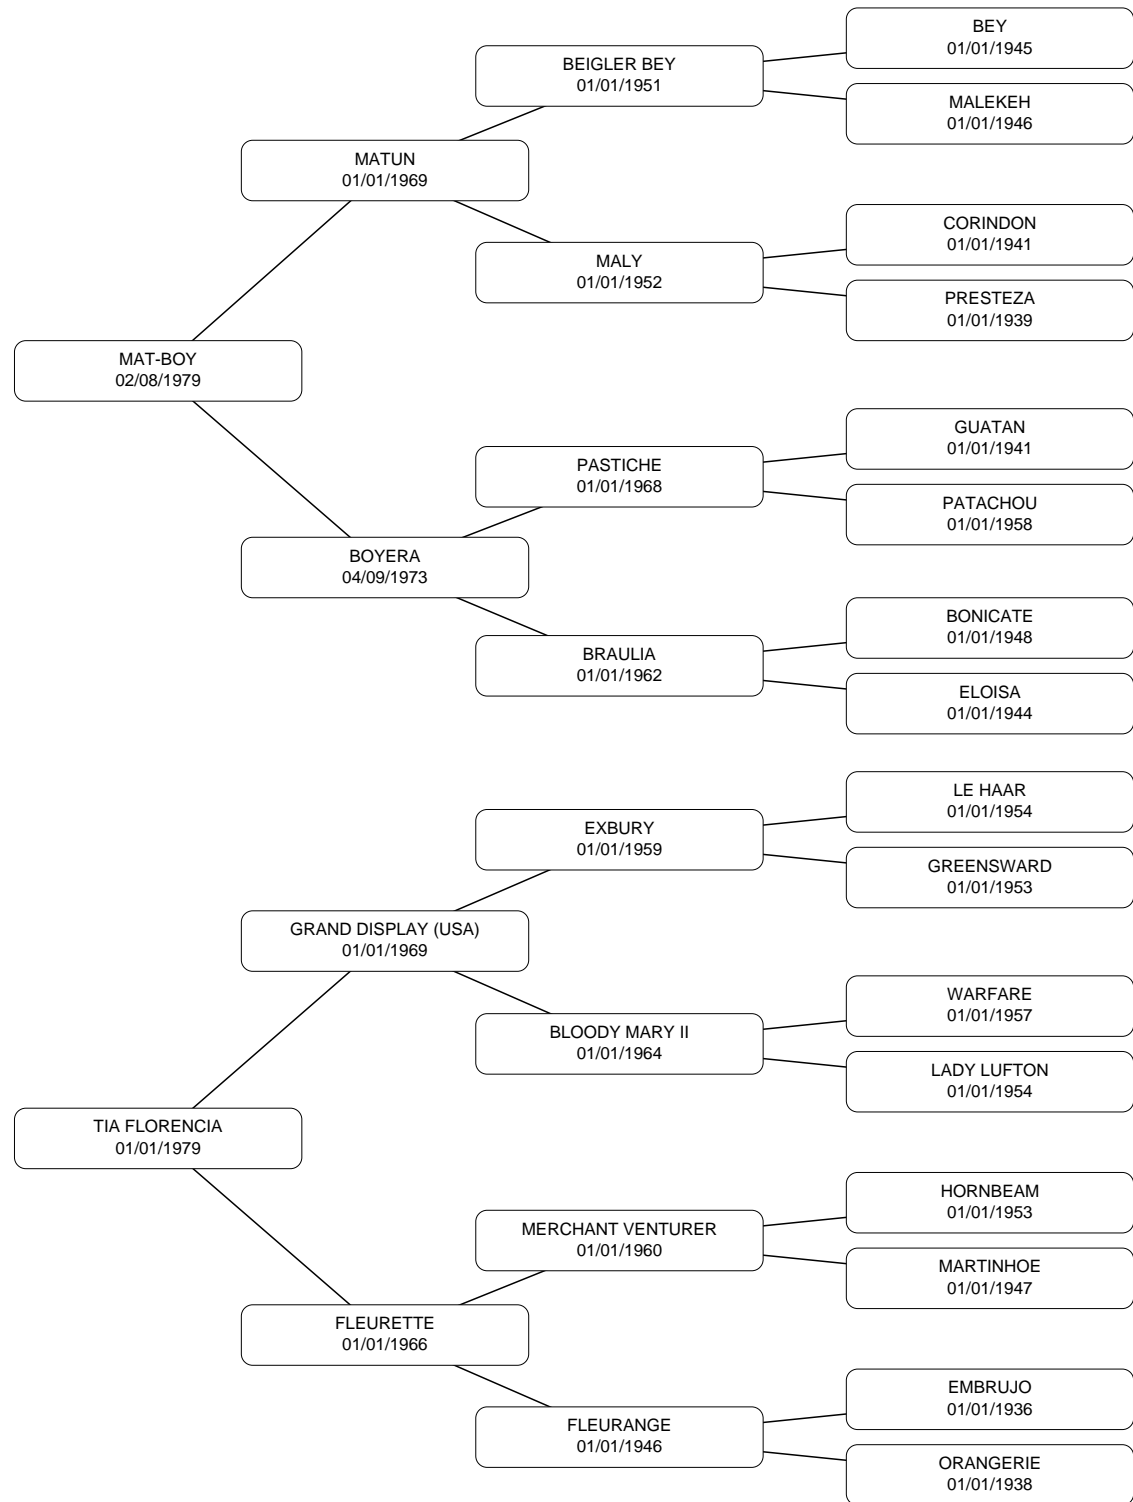 BEY
01/01/1945
BEIGLER BEY
01/01/1951
MALEKEH
01/01/1946
MATUN
01/01/1969
CORINDON
01/01/1941
MALY
01/01/1952
PRESTEZA
01/01/1939
MAT-BOY
02/08/1979
GUATAN
01/01/1941
PASTICHE
01/01/1968
PATACHOU
01/01/1958
BOYERA
04/09/1973
BONICATE
01/01/1948
BRAULIA
01/01/1962
ELOISA
01/01/1944
LE HAAR
01/01/1954
EXBURY
01/01/1959
GREENSWARD
01/01/1953
GRAND DISPLAY (USA)
01/01/1969
WARFARE
01/01/1957
BLOODY MARY II
01/01/1964
LADY LUFTON
01/01/1954
TIA FLORENCIA
01/01/1979
HORNBEAM
01/01/1953
MERCHANT VENTURER
01/01/1960
MARTINHOE
01/01/1947
FLEURETTE
01/01/1966
EMBRUJO
01/01/1936
FLEURANGE
01/01/1946
ORANGERIE
01/01/1938